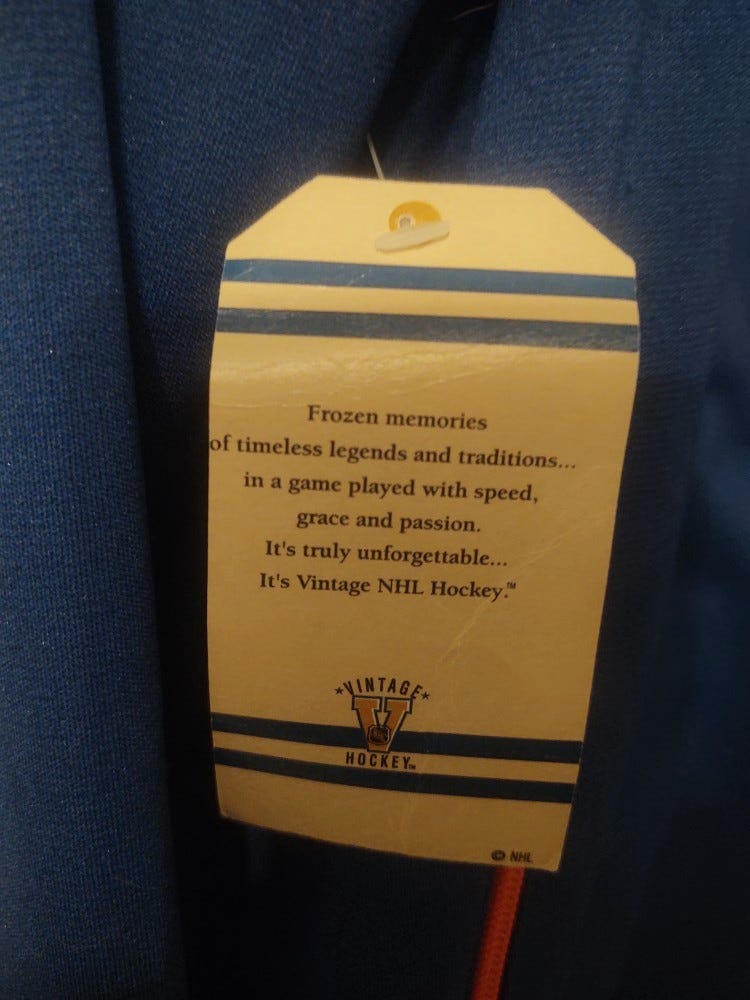 Frozen memories
of timeless legends and traditions...
in a game played with speed,
grace and passion.
It's truly unforgettable...
It's Vintage NHL Hockey.™
★VINTAGE★
V
HOCKEY™
© NHL